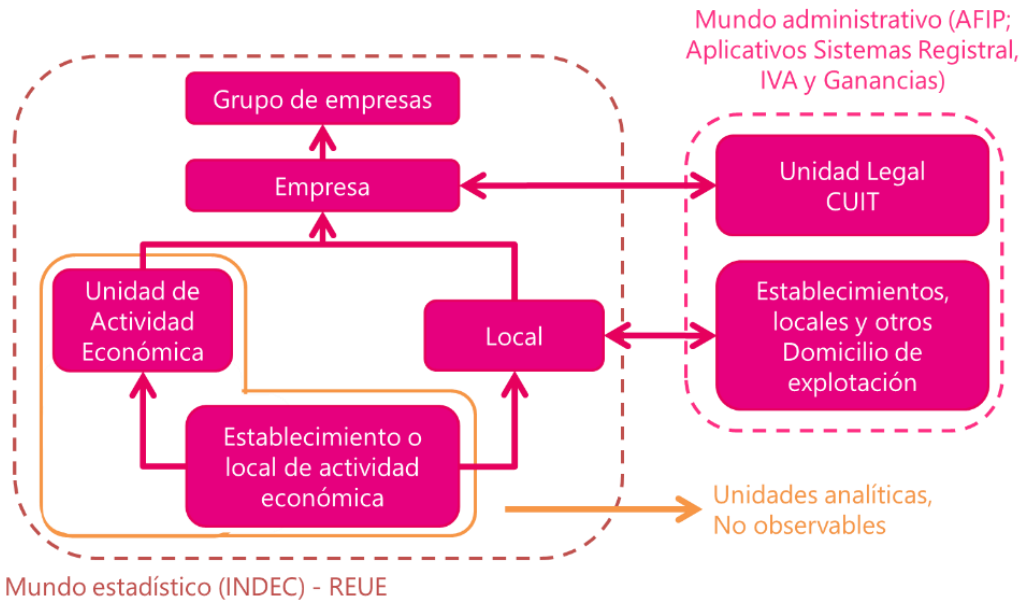 Mundo administrativo (AFIP;
Aplicativos Sistemas Registral,
IVA y Ganancias)
Grupo de empresas
Empresa
Unidad Legal
CUIT
Unidad de
Actividad
Económica
Local
Establecimientos,
locales y otros
Domicilio de
explotación
Establecimiento o
local de actividad
económica
Unidades analíticas,
No observables
Mundo estadístico (INDEC) - REUE